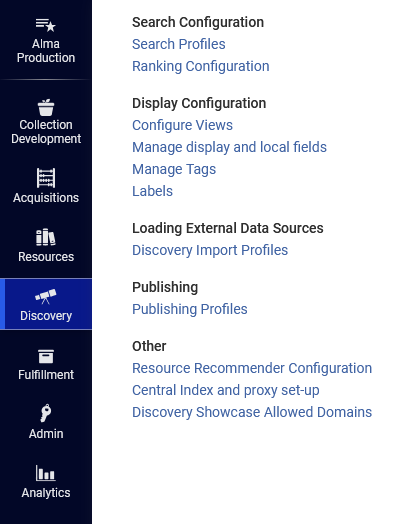 Alma
Production
Collection
Development
Acquisitions
Resources
Discovery
Fulfillment
Admin
Analytics
Search Configuration
Search Profiles
Ranking Configuration
Display Configuration
Configure Views
Manage display and local fields
Manage Tags
Labels
Loading External Data Sources
Discovery Import Profiles
Publishing
Publishing Profiles
Other
Resource Recommender Configuration
Central Index and proxy set-up
Discovery Showcase Allowed Domains